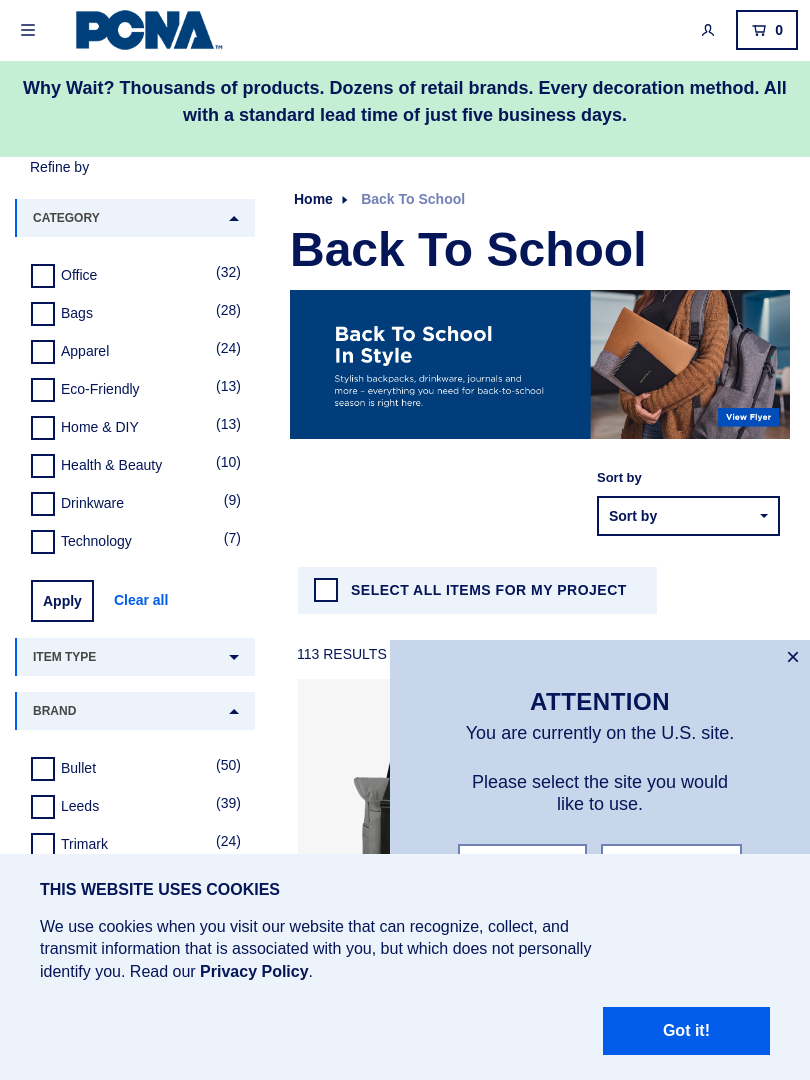 PCNA™
0
Why Wait? Thousands of products. Dozens of retail brands. Every decoration method. All
with a standard lead time of just five business days.
Refine by
CATEGORY
Office (32)
Bags (28)
Apparel (24)
Eco-Friendly (13)
Home & DIY (13)
Health & Beauty (10)
Drinkware (9)
Technology (7)
Apply Clear all
ITEM TYPE
BRAND
Bullet (50)
Leeds (39)
Trimark (24)
Home Back To School
Back To School
Back To School
In Style
Stylish backpacks, drinkware, journals and
more – everything you need for back-to-school
season is right here.
View Flyer
Sort by
Sort by
SELECT ALL ITEMS FOR MY PROJECT
113 RESULTS
ATTENTION
You are currently on the U.S. site.
Please select the site you would
like to use.
THIS WEBSITE USES COOKIES
We use cookies when you visit our website that can recognize, collect, and
transmit information that is associated with you, but which does not personally
identify you. Read our Privacy Policy.
Got it!